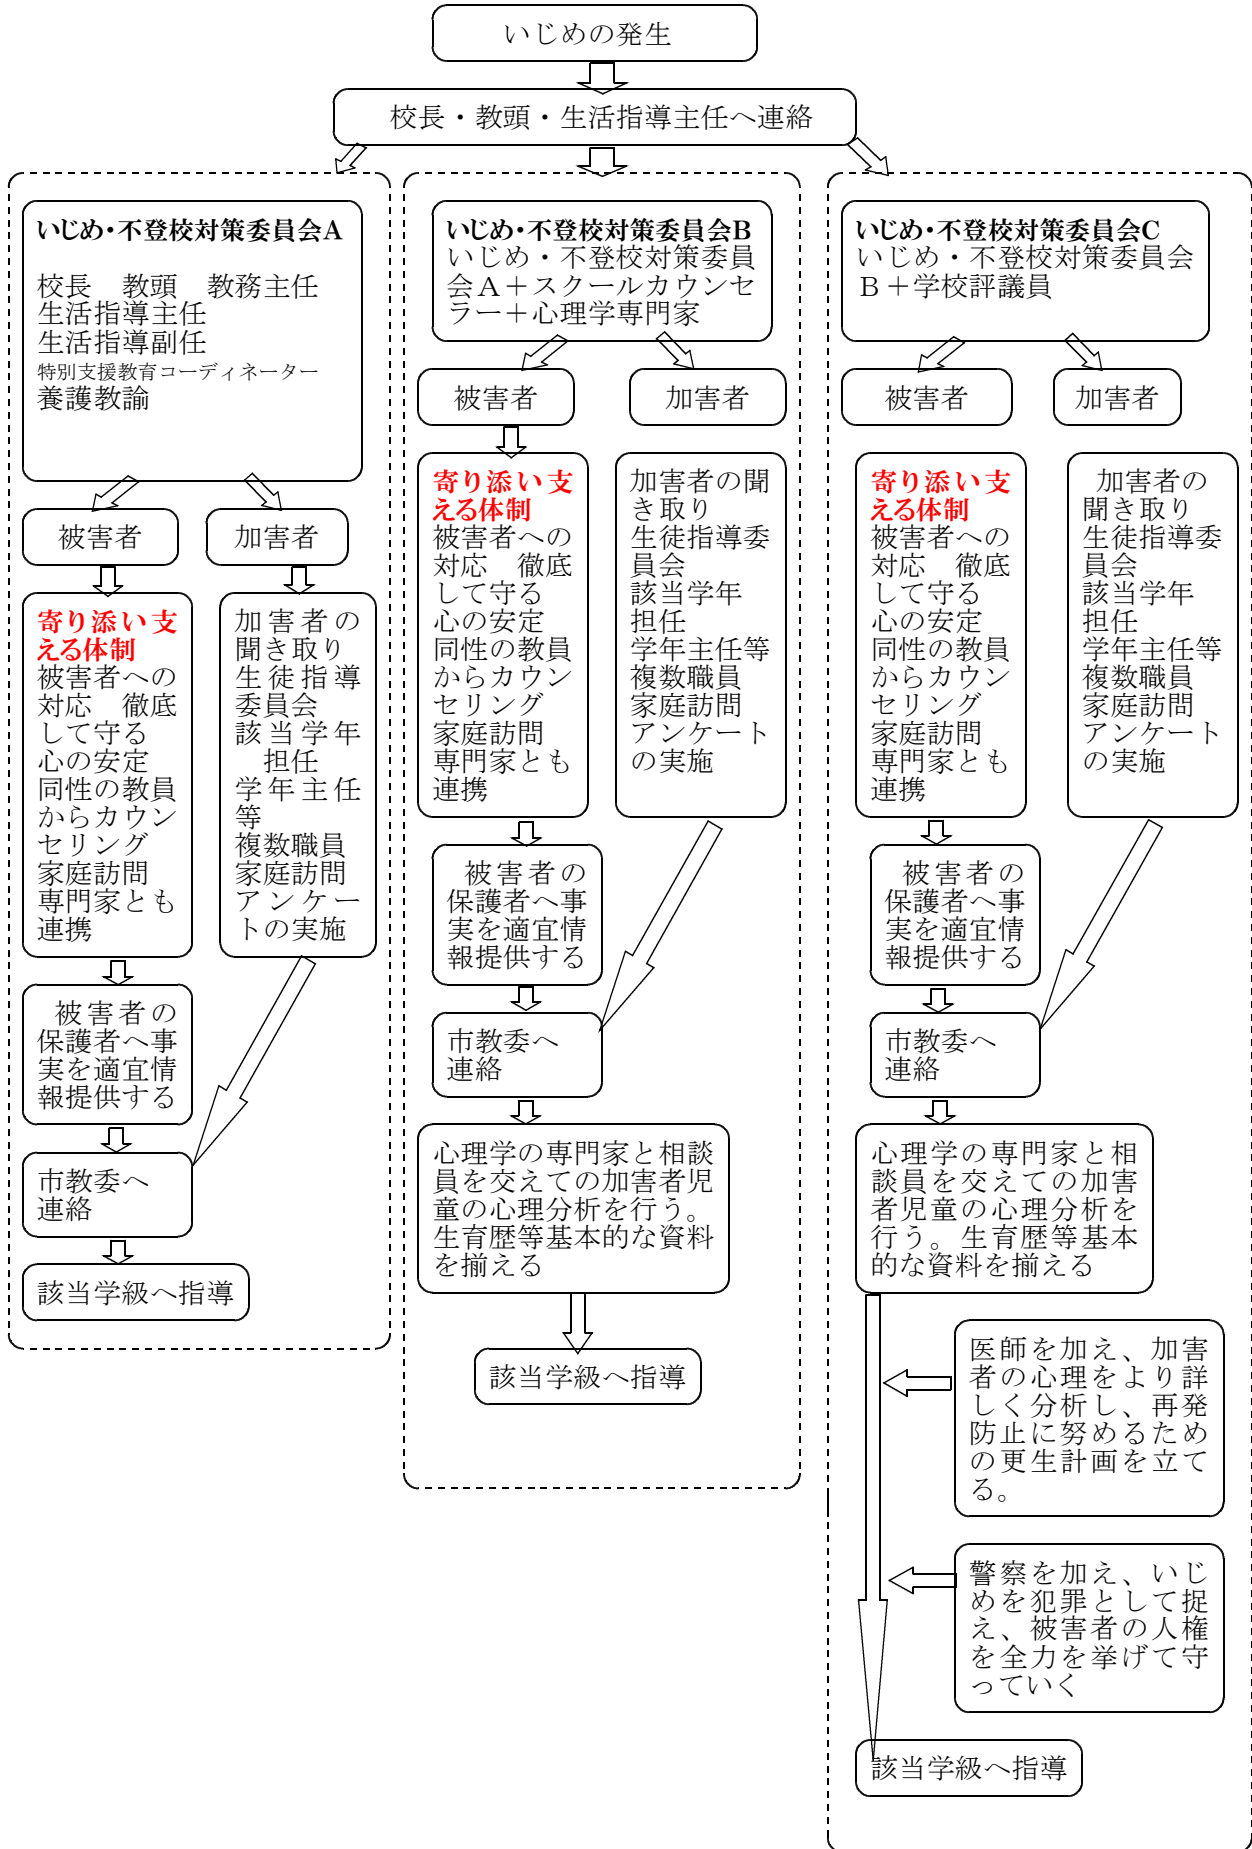 いじめの発生
校長・教頭・生活指導主任へ連絡
いじめ・不登校対策委員会A
校長　教頭　教務主任
生活指導主任
生活指導副任
特別支援教育コーディネーター
養護教諭
被害者
加害者
寄り添い支
える体制
被害者への
対応　徹底
して守る
心の安定
同性の教員
からカウン
セリング
家庭訪問
専門家とも
連携
加害者の
聞き取り
生徒指導
委員会
該当学年
担任
学年主任
等
複数職員
家庭訪問
アンケー
トの実施
被害者の
保護者へ事
実を適宜情
報提供する
市教委へ
連絡
該当学級へ指導
いじめ・不登校対策委員会B
いじめ・不登校対策委員
会Ａ＋スクールカウンセ
ラー＋心理学専門家
被害者
加害者
寄り添い支
える体制
被害者への
対応　徹底
して守る
心の安定
同性の教員
からカウン
セリング
家庭訪問
専門家とも
連携
加害者の聞
き取り
生徒指導委
員会
該当学年
担任
学年主任等
複数職員
家庭訪問
アンケート
の実施
被害者の
保護者へ事
実を適宜情
報提供する
市教委へ
連絡
心理学の専門家と相談
員を交えての加害者児
童の心理分析を行う。
生育歴等基本的な資料
を揃える
該当学級へ指導
いじめ・不登校対策委員会C
いじめ・不登校対策委員会
Ｂ＋学校評議員
被害者
加害者
寄り添い支
える体制
被害者への
対応　徹底
して守る
心の安定
同性の教員
からカウン
セリング
家庭訪問
専門家とも
連携
加害者の
聞き取り
生徒指導委
員会
該当学年
担任
学年主任等
複数職員
家庭訪問
アンケート
の実施
被害者の
保護者へ事
実を適宜情
報提供する
市教委へ
連絡
心理学の専門家と相
談員を交えての加害
者児童の心理分析を
行う。生育歴等基本
的な資料を揃える
医師を加え、加害
者の心理をより詳
しく分析し、再発
防止に努めるため
の更生計画を立て
る。
警察を加え、いじ
めを犯罪として捉
え、被害者の人権
を全力を挙げて守
っていく
該当学級へ指導